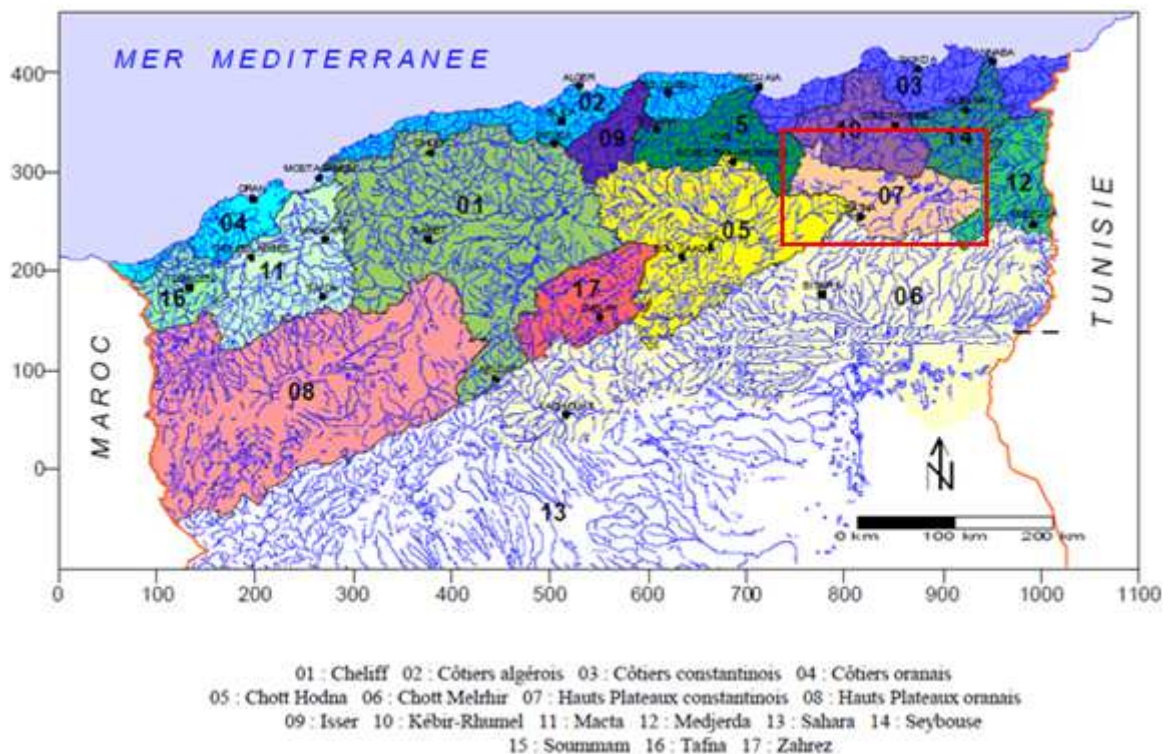 MER MEDITERRANEE
400
300
200
100
0
ALGER
02
03
5
09
10
14
12
04
01
07
ORAN
11
05
16
17
06
08
13
MAROC
TUNISIE
N
0 km 100 km 200 km
0 100 200 300 400 500 600 700 800 900 1000 1100
01 : Cheliff 02 : Côtiers algérois 03 : Côtiers constantinois 04 : Côtiers oranais
05 : Chott Hodna 06 : Chott Melrhir 07 : Hauts Plateaux constantinois 08 : Hauts Plateaux oranais
09 : Isser 10 : Kébir-Rhumel 11 : Macta 12 : Medjerda 13 : Sahara 14 : Seybouse
15 : Soummam 16 : Tafna 17 : Zahrez